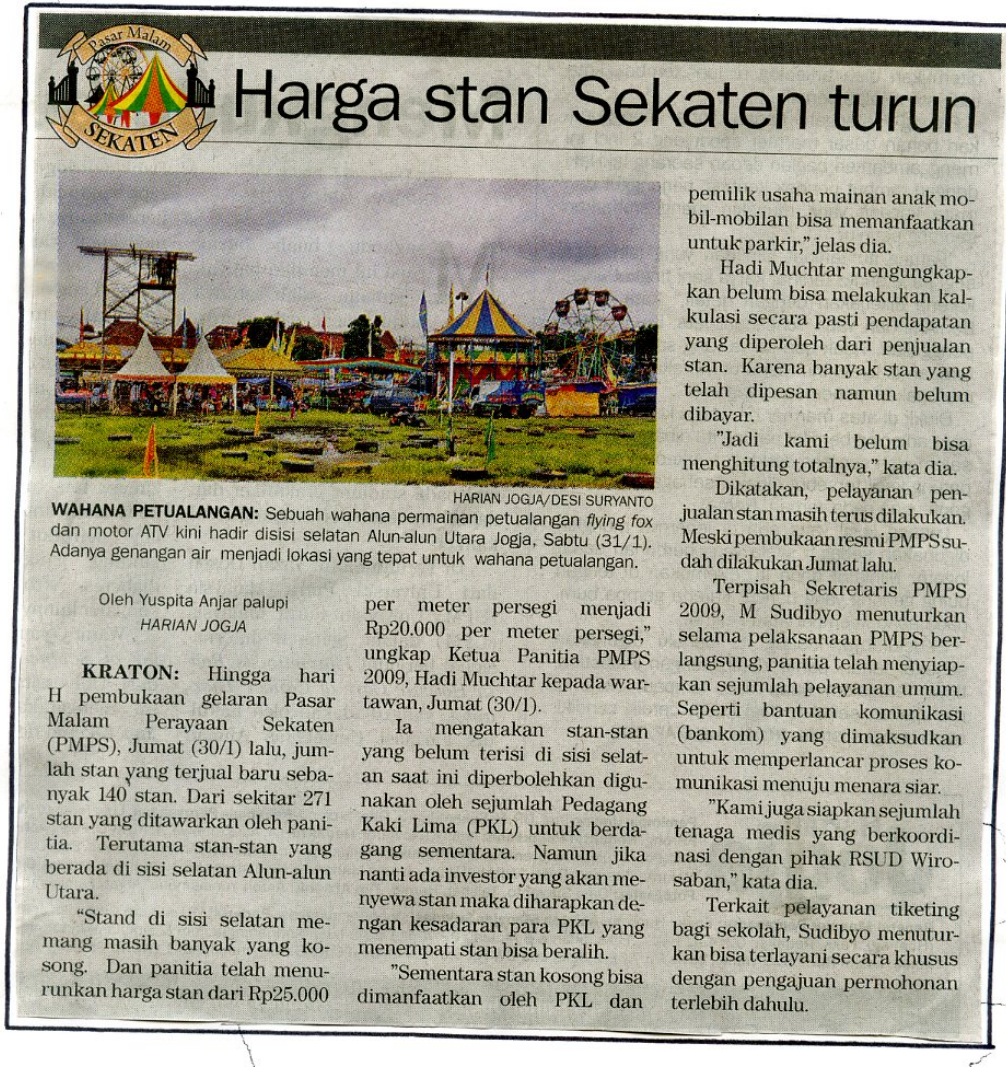 Pasar Malam
SEKATEN
Harga stan Sekaten turun
HARIAN JOGJA/DESI SURYANTO
WAHANA PETUALANGAN: Sebuah wahana permainan petualangan flying fox
dan motor ATV kini hadir disisi selatan Alun-alun Utara Jogja, Sabtu (31/1).
Adanya genangan air menjadi lokasi yang tepat untuk wahana petualangan.
Oleh Yuspita Anjar palupi
HARIAN JOGJA
KRATON: Hingga hari
H pembukaan gelaran Pasar
Malam Perayaan Sekaten
(PMPS), Jumat (30/1) lalu, jum-
lah stan yang terjual baru seba-
nyak 140 stan. Dari sekitar 271
stan yang ditawarkan oleh pani-
tia. Terutama stan-stan yang
berada di sisi selatan Alun-alun
Utara.
“Stand di sisi selatan me-
mang masih banyak yang ko-
song. Dan panitia telah menu-
runkan harga stan dari Rp25.000
per meter persegi menjadi
Rp20.000 per meter persegi,”
ungkap Ketua Panitia PMPS
2009, Hadi Muchtar kepada war-
tawan, Jumat (30/1).
Ia mengatakan stan-stan
yang belum terisi di sisi selat-
an saat ini diperbolehkan digu-
nakan oleh sejumlah Pedagang
Kaki Lima (PKL) untuk berda-
gang sementara. Namun jika
nanti ada investor yang akan me-
nyewa stan maka diharapkan de-
ngan kesadaran para PKL yang
menempati stan bisa beralih.
”Sementara stan kosong bisa
dimanfaatkan oleh PKL dan
pemilik usaha mainan anak mo-
bil-mobilan bisa memanfaatkan
untuk parkir,” jelas dia.
Hadi Muchtar mengungkap-
kan belum bisa melakukan kal-
kulasi secara pasti pendapatan
yang diperoleh dari penjualan
stan. Karena banyak stan yang
telah dipesan namun belum
dibayar.
”Jadi kami belum bisa
menghitung totalnya,” kata dia.
Dikatakan, pelayanan pen-
jualan stan masih terus dilakukan.
Meski pembukaan resmi PMPS su-
dah dilakukan Jumat lalu.
Terpisah Sekretaris PMPS
2009, M Sudibyo menuturkan
selama pelaksanaan PMPS ber-
langsung, panitia telah menyiap-
kan sejumlah pelayanan umum.
Seperti bantuan komunikasi
(bankom) yang dimaksudkan
untuk memperlancar proses ko-
munikasi menuju menara siar.
”Kami juga siapkan sejumlah
tenaga medis yang berkoordi-
nasi dengan pihak RSUD Wiro-
saban,” kata dia.
Terkait pelayanan tiketing
bagi sekolah, Sudibyo menutur-
kan bisa terlayani secara khusus
dengan pengajuan permohonan
terlebih dahulu.